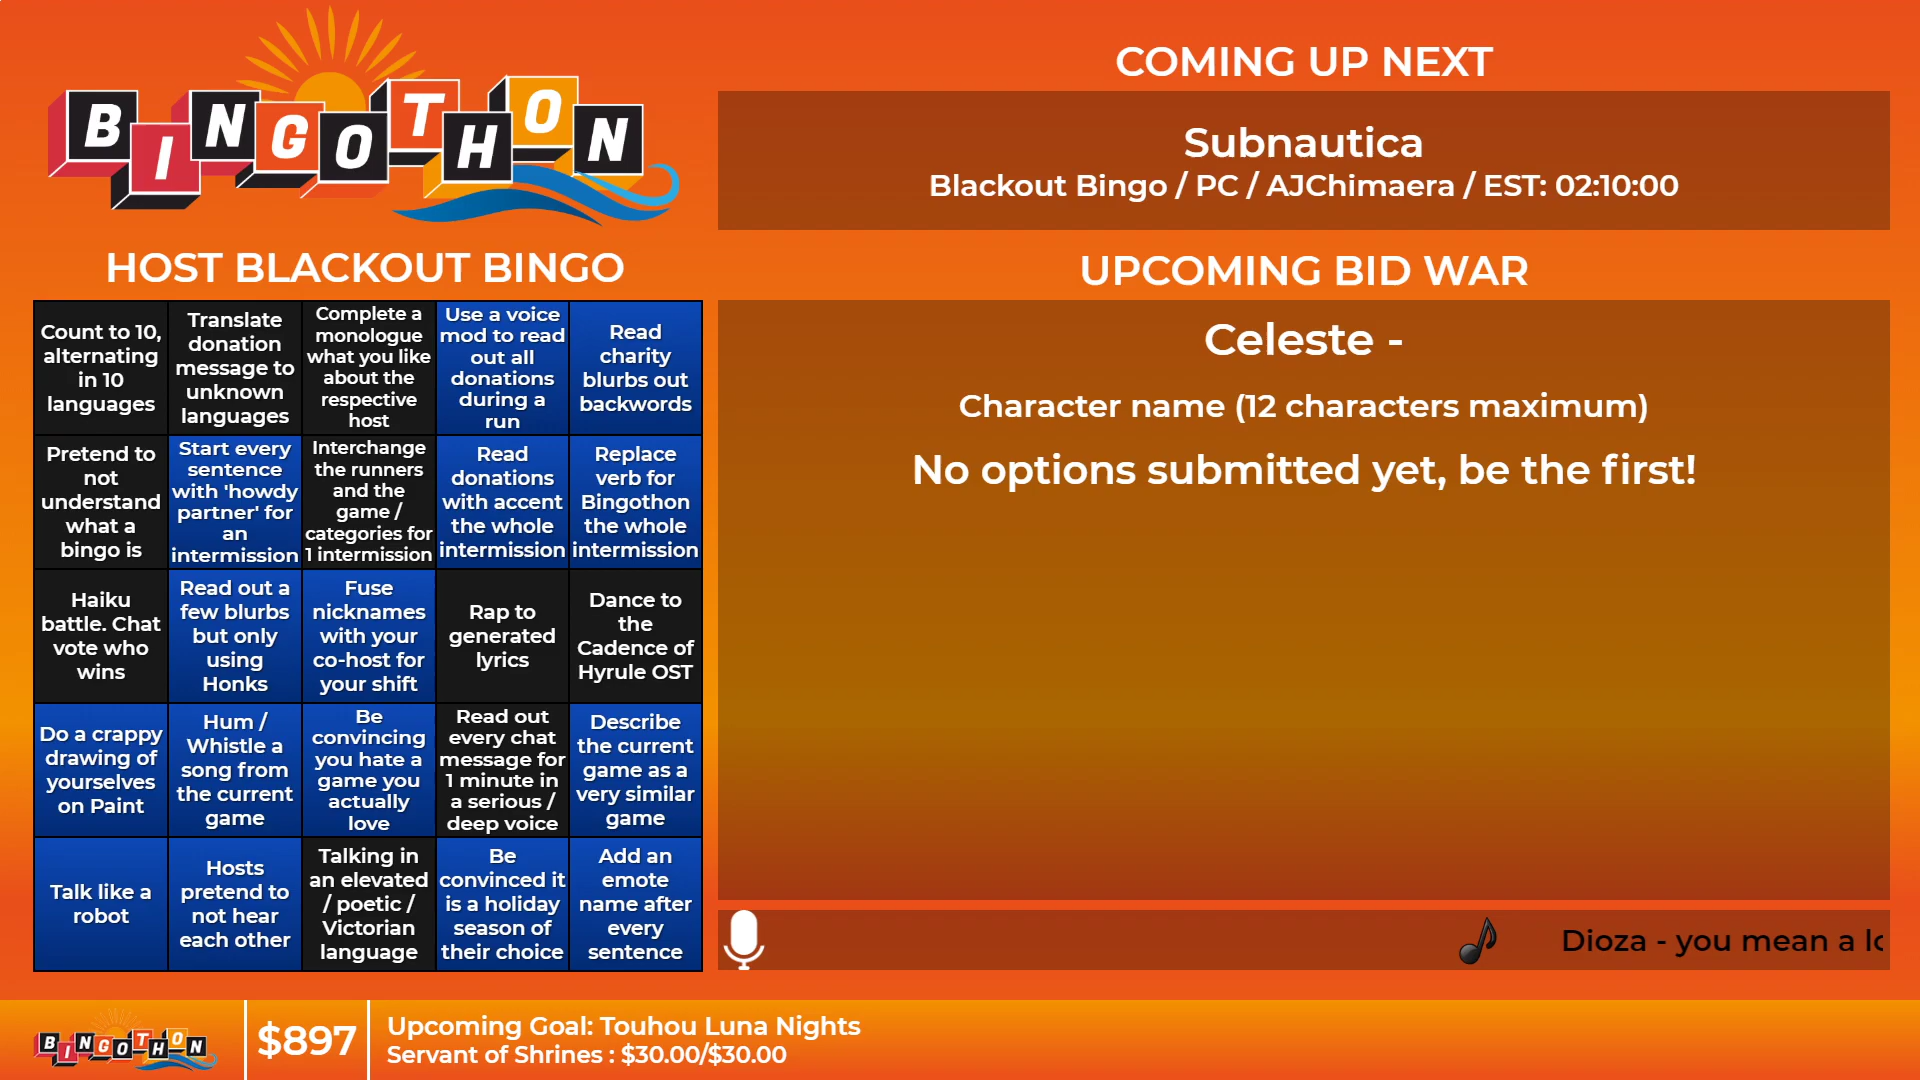 BINGOTHON
COMING UP NEXT
Subnautica
Blackout Bingo / PC / AJChimaera / EST: 02:10:00
HOST BLACKOUT BINGO
Count to 10,
alternating
in 10
languages
Translate
donation
message to
unknown
languages
Complete a
monologue
what you like
about the
respective
host
Use a voice
mod to read
out all
donations
during a
run
Read
charity
blurbs out
backwords
Pretend to
not
understand
what a
bingo is
Start every
sentence
with 'howdy
partner' for
an
intermission
Interchange
the runners
and the
game /
categories for
1 intermission
Read
donations
with accent
the whole
intermission
Replace
verb for
Bingothon
the whole
intermission
Haiku
battle. Chat
vote who
wins
Read out a
few blurbs
but only
using
Honks
Fuse
nicknames
with your
co-host for
your shift
Rap to
generated
lyrics
Dance to
the
Cadence of
Hyrule OST
Do a crappy
drawing of
yourselves
on Paint
Hum /
Whistle a
song from
the current
game
Be
convincing
you hate a
game you
actually
love
Read out
every chat
message for
1 minute in
a serious /
deep voice
Describe
the current
game as a
very similar
game
Talk like a
robot
Hosts
pretend to
not hear
each other
Talking in
an elevated
/ poetic /
Victorian
language
Be
convinced it
is a holiday
season of
their choice
Add an
emote
name after
every
sentence
UPCOMING BID WAR
Celeste -
Character name (12 characters maximum)
No options submitted yet, be the first!
Dioza - you mean a
BINGOTHON
$897
Upcoming Goal: Touhou Luna Nights
Servant of Shrines : $30.00/$30.00